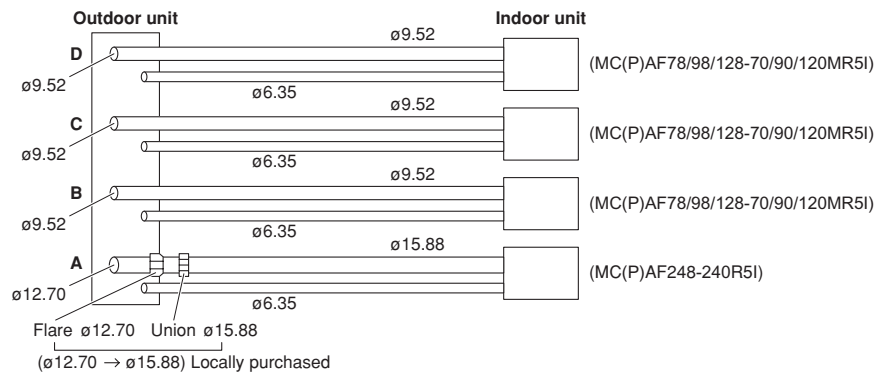 Outdoor unit Indoor unit
ø9.52
D
(MC(P)AF78/98/128-70/90/120MR5I)
ø9.52
ø6.35
ø9.52
C
(MC(P)AF78/98/128-70/90/120MR5I)
ø9.52
ø6.35
ø9.52
B
(MC(P)AF78/98/128-70/90/120MR5I)
ø9.52
ø6.35
ø15.88
A
(MC(P)AF248-240R5I)
ø12.70
ø6.35
Flare ø12.70 Union ø15.88
(ø12.70 → ø15.88) Locally purchased